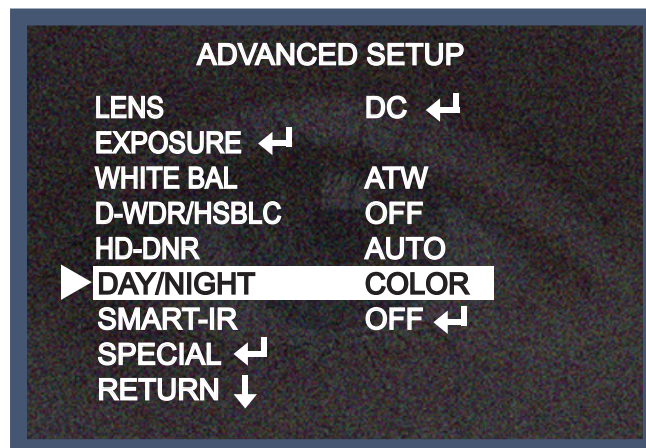 ADVANCED SETUP
LENS DC ↵
EXPOSURE ↵
WHITE BAL ATW
D-WDR/HSBLC OFF
HD-DNR AUTO
DAY/NIGHT COLOR
SMART-IR OFF ↵
SPECIAL ↵
RETURN ↓